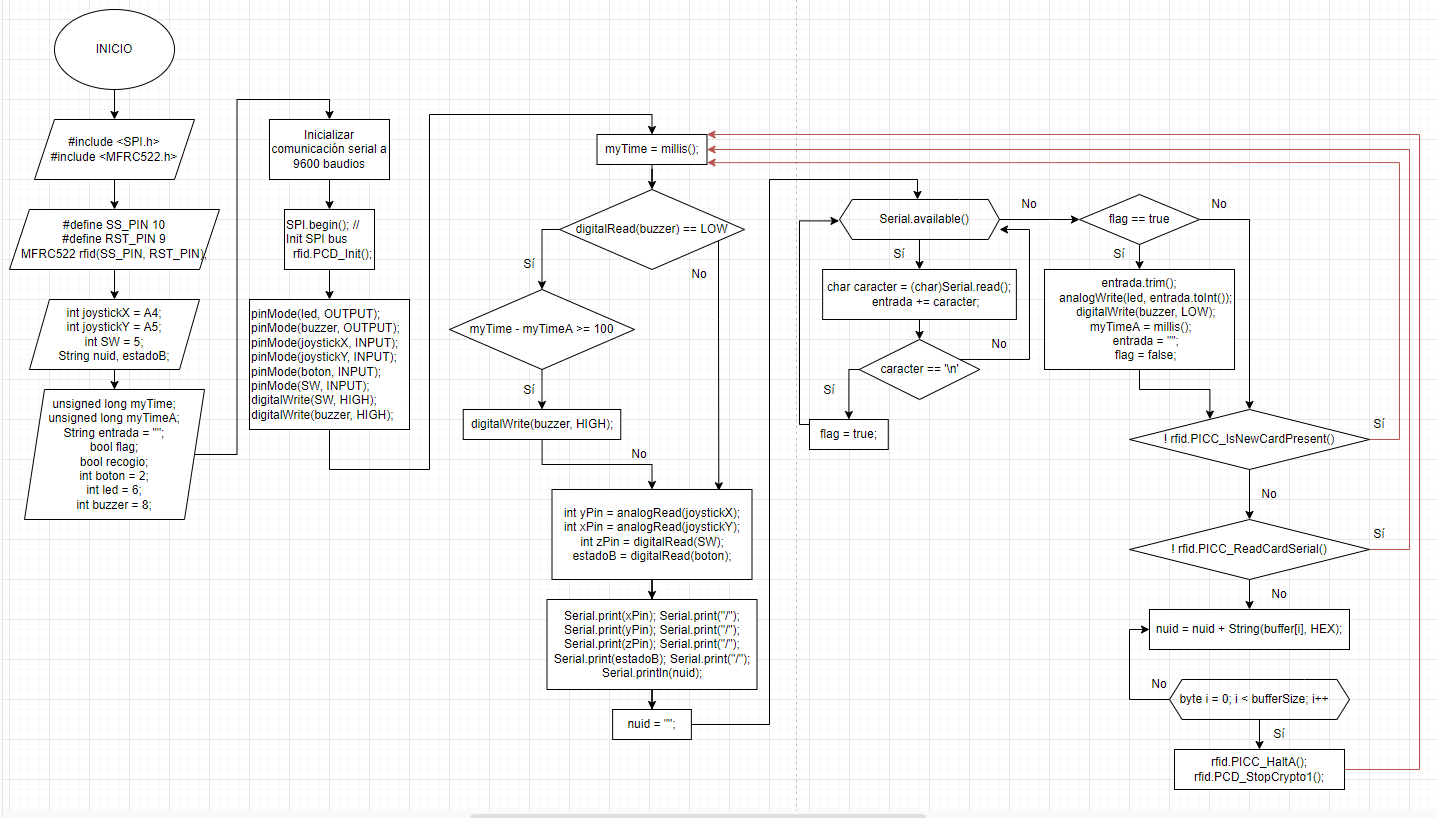 INICIO
#include <SPI.h>
#include <MFRC522.h>
#define SS_PIN 10
#define RST_PIN 9
MFRC522 rfid(SS_PIN, RST_PIN);
int joystickX = A4;
int joystickY = A5;
int SW = 5;
String nuid, estadoB;
unsigned long myTime;
unsigned long myTimeA;
String entrada = "";
bool flag;
bool recogio;
int boton = 2;
int led = 6;
int buzzer = 8;
Inicializar
comunicación serial a
9600 baudios
SPI.begin(); //
Init SPI bus
rfid.PCD_Init();
pinMode(led, OUTPUT);
pinMode(buzzer, OUTPUT);
pinMode(joystickX, INPUT);
pinMode(joystickY, INPUT);
pinMode(boton, INPUT);
pinMode(SW, INPUT);
digitalWrite(SW, HIGH);
digitalWrite(buzzer, HIGH);
myTime = millis();
digitalRead(buzzer) == LOW
Sí
No
myTime - myTimeA >= 100
Sí
digitalWrite(buzzer, HIGH);
No
int yPin = analogRead(joystickX);
int xPin = analogRead(joystickY);
int zPin = digitalRead(SW);
estadoB = digitalRead(boton);
Serial.print(xPin); Serial.print("/");
Serial.print(yPin); Serial.print("/");
Serial.print(zPin); Serial.print("/");
Serial.print(estadoB); Serial.print("/");
Serial.println(nuid);
nuid = "";
Serial.available()
No
Sí
char caracter = (char)Serial.read();
entrada += caracter;
No
caracter == '\n'
Sí
flag = true;
flag == true
No
Sí
entrada.trim();
analogWrite(led, entrada.toInt());
digitalWrite(buzzer, LOW);
myTimeA = millis();
entrada = "";
flag = false;
! rfid.PICC_IsNewCardPresent()
Sí
No
! rfid.PICC_ReadCardSerial()
Sí
No
nuid = nuid + String(buffer[i], HEX);
No
byte i = 0; i < bufferSize; i++
Sí
rfid.PICC_HaltA();
rfid.PCD_StopCrypto1();